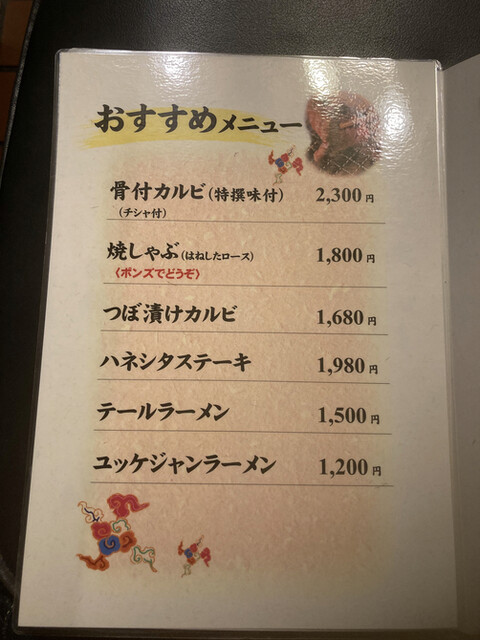 おすすめメニュー
骨付カルビ(特撰味付) 2,300円
(チシャ付)
焼しゃぶ(はねしたロース) 1,800円
〈ポンズでどうぞ〉
つぼ漬けカルビ 1,680円
ハネシタステーキ 1,980円
テールラーメン 1,500円
ユッケジャンラーメン 1,200円